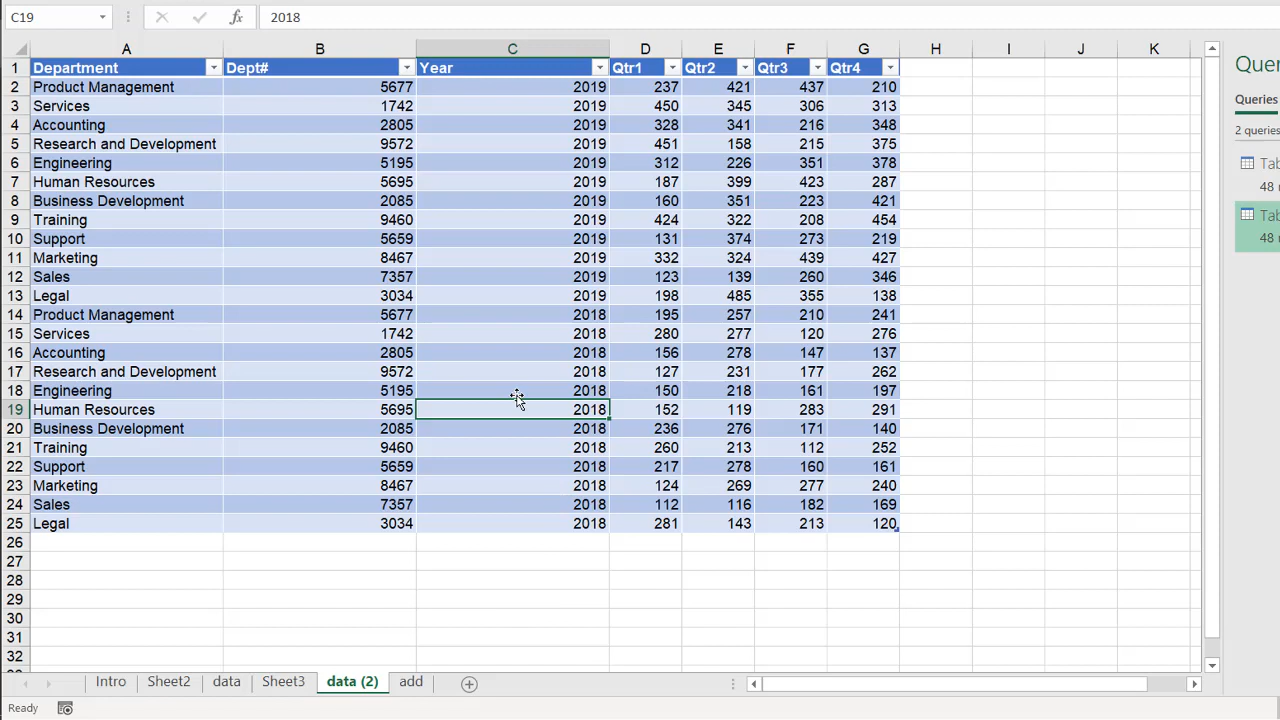 C19 fx 2018
A B C D E F G H I J K
1 Department Dept# Year Qtr1 Qtr2 Qtr3 Qtr4
2 Product Management 5677 2019 237 421 437 210
3 Services 1742 2019 450 345 306 313
4 Accounting 2805 2019 328 341 216 348
5 Research and Development 9572 2019 451 158 215 375
6 Engineering 5195 2019 312 226 351 378
7 Human Resources 5695 2019 187 399 423 287
8 Business Development 2085 2019 160 351 223 421
9 Training 9460 2019 424 322 208 454
10 Support 5659 2019 131 374 273 219
11 Marketing 8467 2019 332 324 439 427
12 Sales 7357 2019 123 139 260 346
13 Legal 3034 2019 198 485 355 138
14 Product Management 5677 2018 195 257 210 241
15 Services 1742 2018 280 277 120 276
16 Accounting 2805 2018 156 278 147 137
17 Research and Development 9572 2018 127 231 177 262
18 Engineering 5195 2018 150 218 161 197
19 Human Resources 5695 2018 152 119 283 291
20 Business Development 2085 2018 236 276 171 140
21 Training 9460 2018 260 213 112 252
22 Support 5659 2018 217 278 160 161
23 Marketing 8467 2018 124 269 277 240
24 Sales 7357 2018 112 116 182 169
25 Legal 3034 2018 281 143 213 120
26
27
28
29
30
31
32
Quer
Queries
2 queries
Tab
48
Tab
48
Intro Sheet2 data Sheet3 data (2) add
Ready